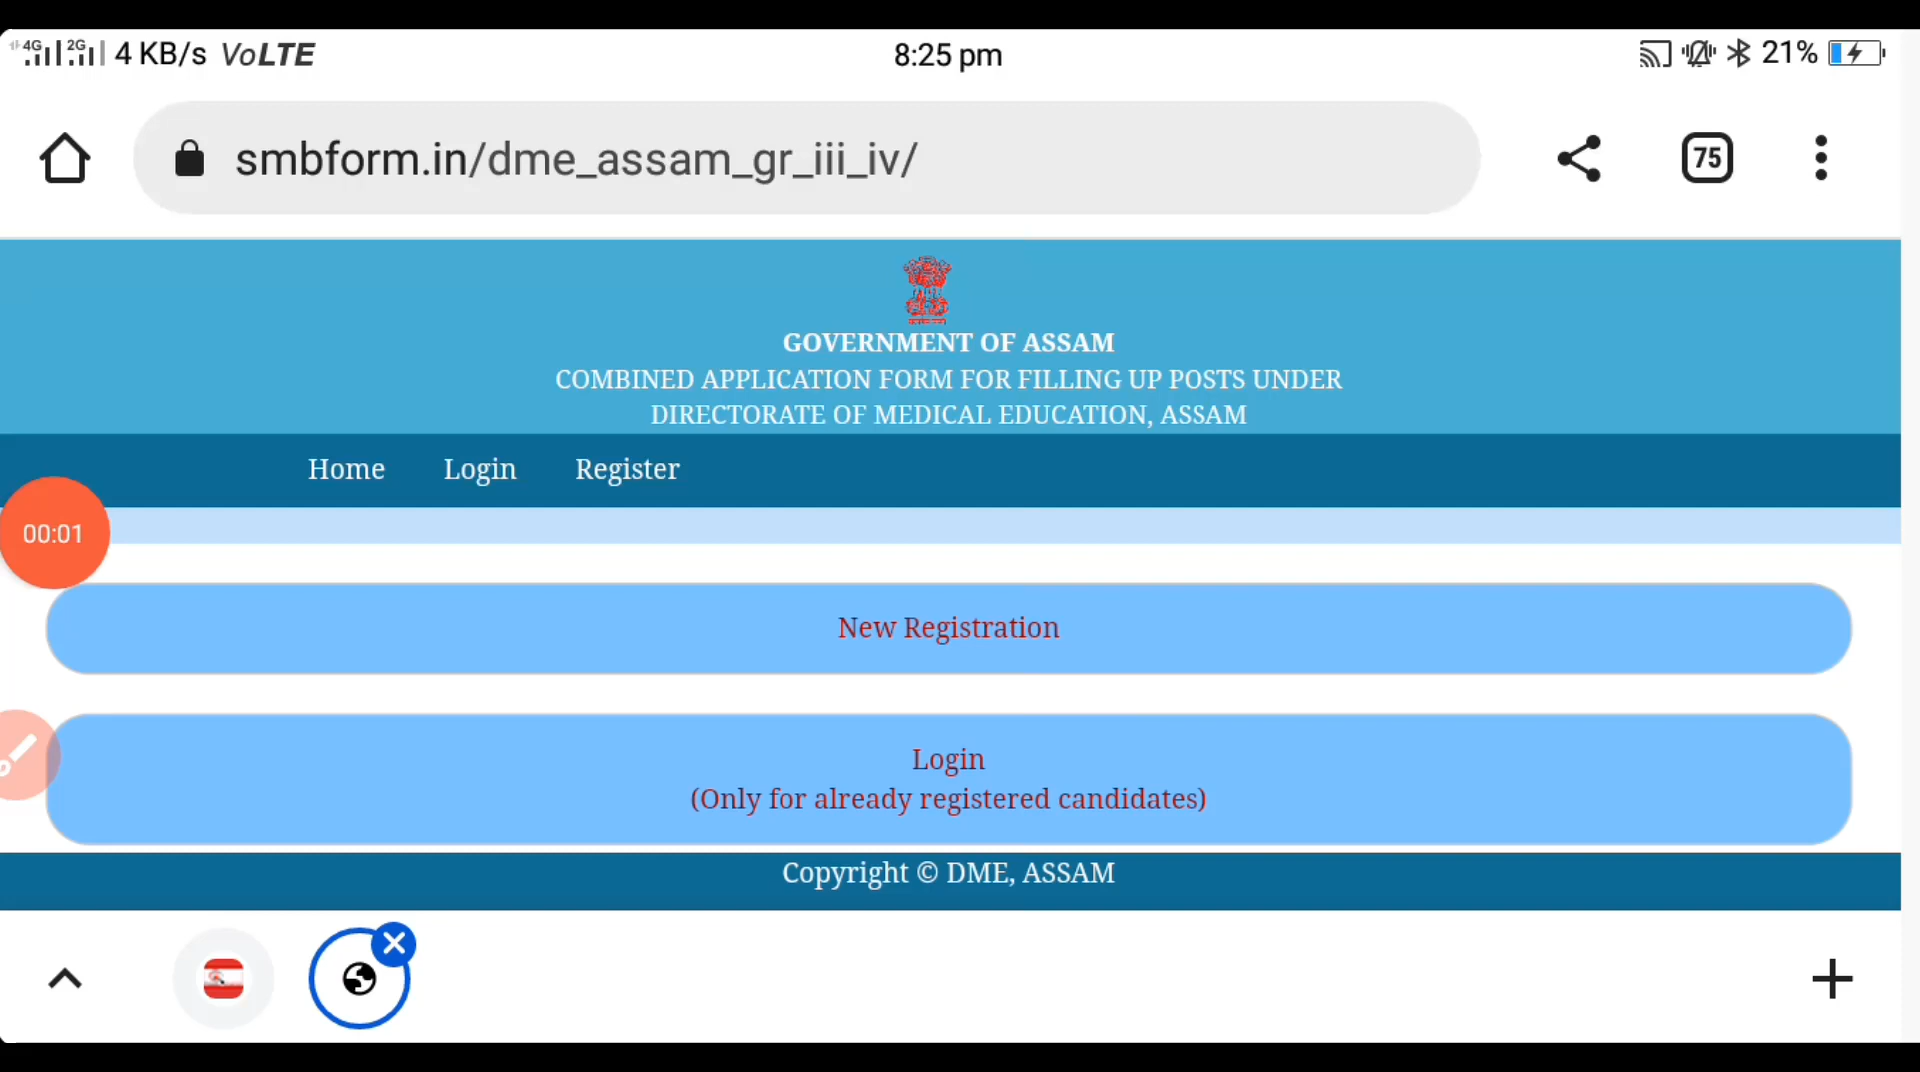 4G 2G 4 KB/s VoLTE 8:25 pm 21%
smbform.in/dme_assam_gr_iii_iv/ 75
GOVERNMENT OF ASSAM
COMBINED APPLICATION FORM FOR FILLING UP POSTS UNDER
DIRECTORATE OF MEDICAL EDUCATION, ASSAM
Home Login Register
00:01
New Registration
Login
(Only for already registered candidates)
Copyright © DME, ASSAM